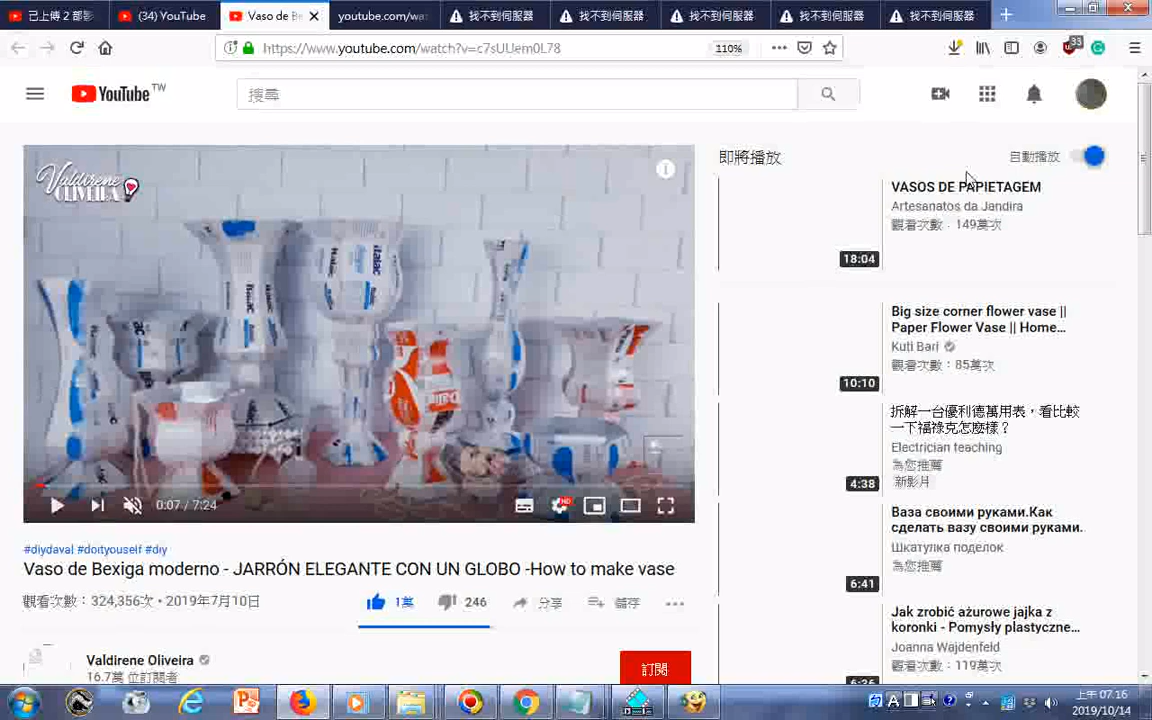 己上傳 2 部影
(34) YouTube
Vaso de Be
youtube.com/wa
找不到伺服器
找不到伺服器
找不到伺服器
找不到伺服器
找不到伺服器
https://www.youtube.com/watch?v=c7sUUem0L78
110%
33
YouTube TW
搜尋
Valdirene
OLIVEIRA
italac
0:07 / 7:24
HD
#diydaval #doityouself #diy
Vaso de Bexiga moderno - JARRÓN ELEGANTE CON UN GLOBO -How to make vase
觀看次數：324,356次 • 2019年7月10日
1萬
246
分享
儲存
Valdirene Oliveira
16.7萬 位訂閱者
訂閱
即將播放
自動播放
VASOS DE PAPIETAGEM
Artesanatos da Jandira
觀看次數：149萬次
18:04
Big size corner flower vase ||
Paper Flower Vase || Home...
Kuti Bari
觀看次數：85萬次
10:10
拆解一台優利德萬用表，看比較
一下福祿克怎麼樣？
Electrician teaching
為您推薦
新影片
4:38
Ваза своими руками.Как
сделать вазу своими руками.
Шкатулка поделок
為您推薦
6:41
Jak zrobić ażurowe jajka z
koronki - Pomysły plastyczne...
Joanna Wajdenfeld
觀看次數：119萬次
6:36
上午 07:16
2019/10/14